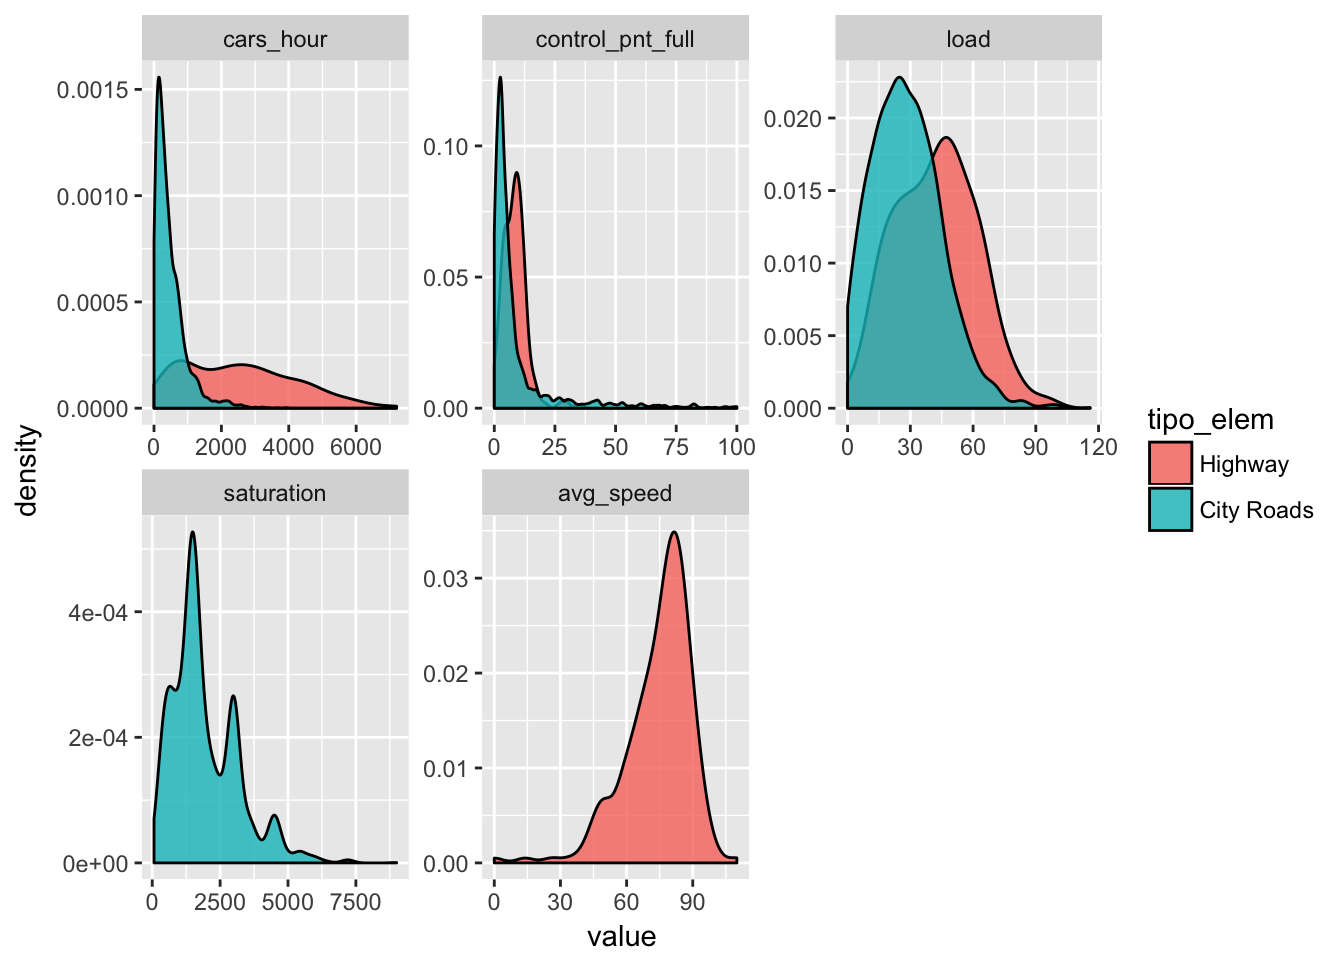 cars_hour
control_pnt_full
load
0.0015
0.0010
0.0005
0.0000
0.10
0.05
0.00
0.020
0.015
0.010
0.005
0.000
0 2000 4000 6000
0 25 50 75 100
0 30 60 90 120
saturation
avg_speed
4e-04
2e-04
0e+00
0.03
0.02
0.01
0.00
0 2500 5000 7500
0 30 60 90
density
value
tipo_elem
Highway
City Roads